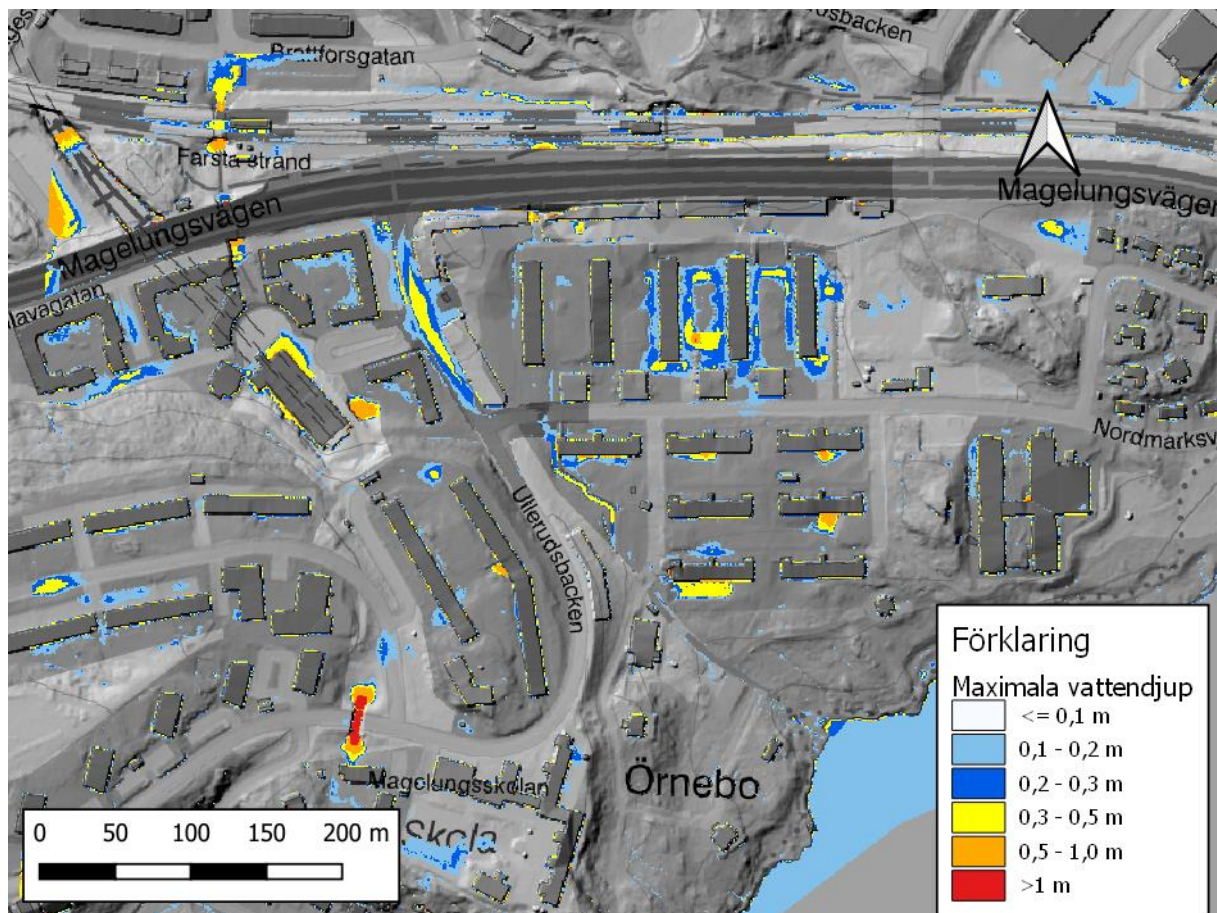 Brattforsgatan
Farsta strand
Magelungsvägen
Magelungsvägen
Nordmarksv
Ullerudsbacken
Magelungsskolan
Skola
Örnebo
0 50 100 150 200 m
Förklaring
Maximala vattendjup
<= 0,1 m
0,1 - 0,2 m
0,2 - 0,3 m
0,3 - 0,5 m
0,5 - 1,0 m
>1 m